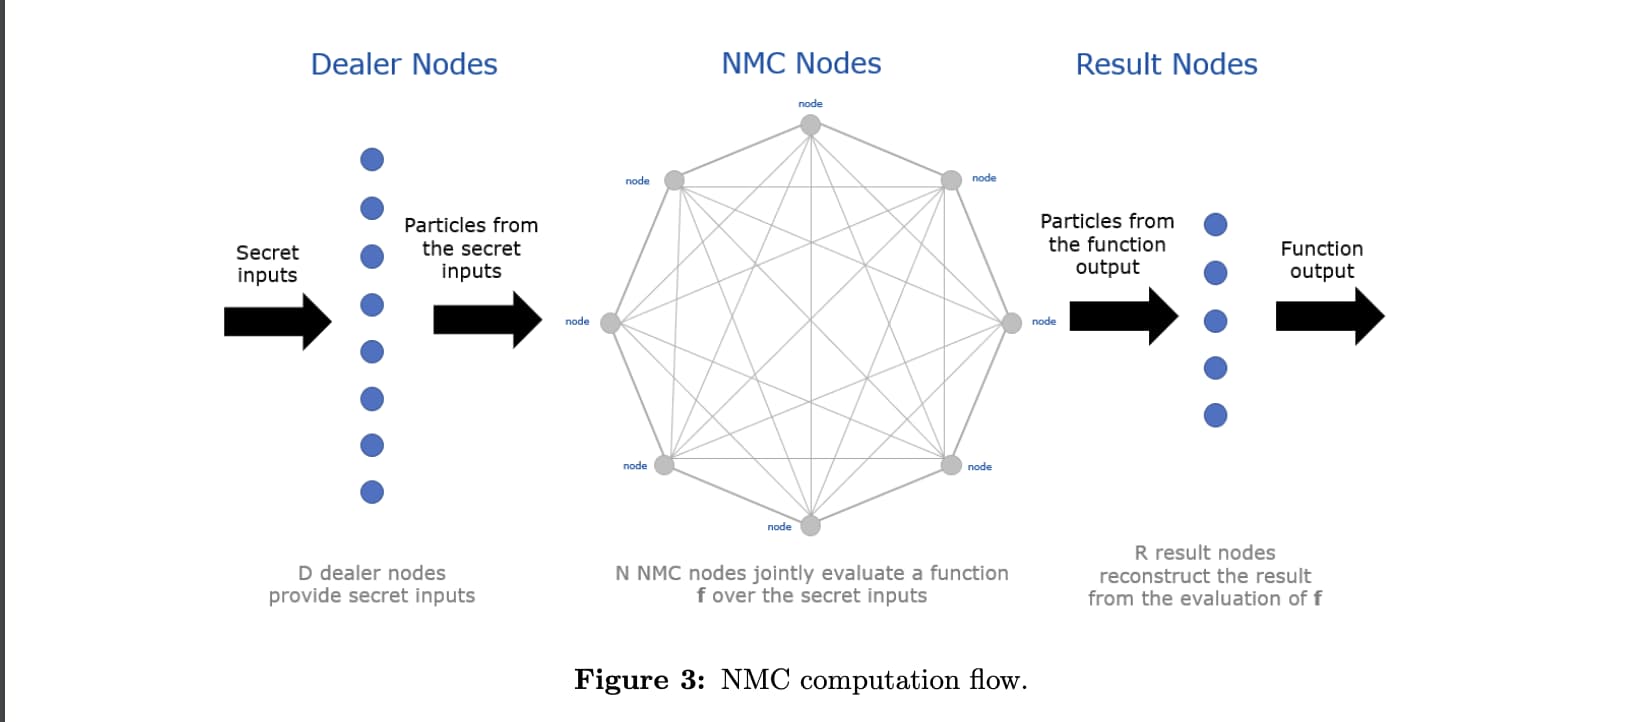 Dealer Nodes
NMC Nodes
Result Nodes
node
node
node
Particles from
the secret
inputs
Particles from
the function
output
Secret
inputs
Function
output
node
node
node
node
node
D dealer nodes
provide secret inputs
N NMC nodes jointly evaluate a function
f over the secret inputs
R result nodes
reconstruct the result
from the evaluation of f
Figure 3: NMC computation flow.